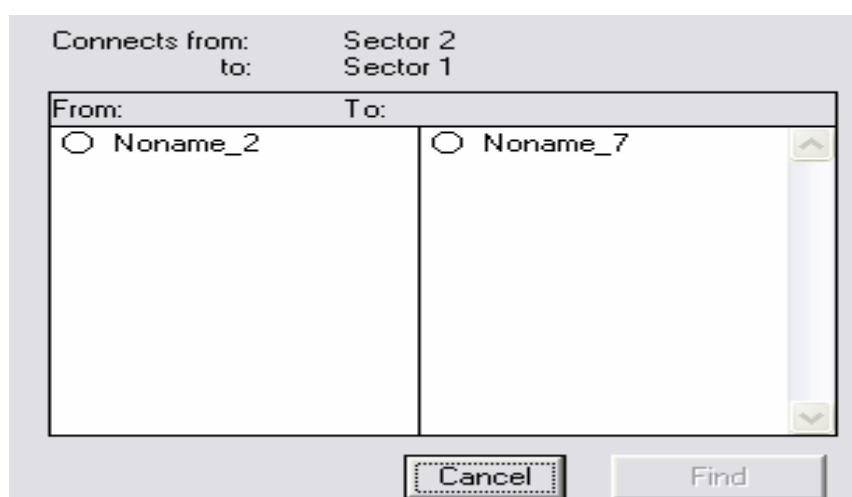 Connects from: Sector 2
to: Sector 1
From: To:
Noname_2 Noname_7
Cancel Find